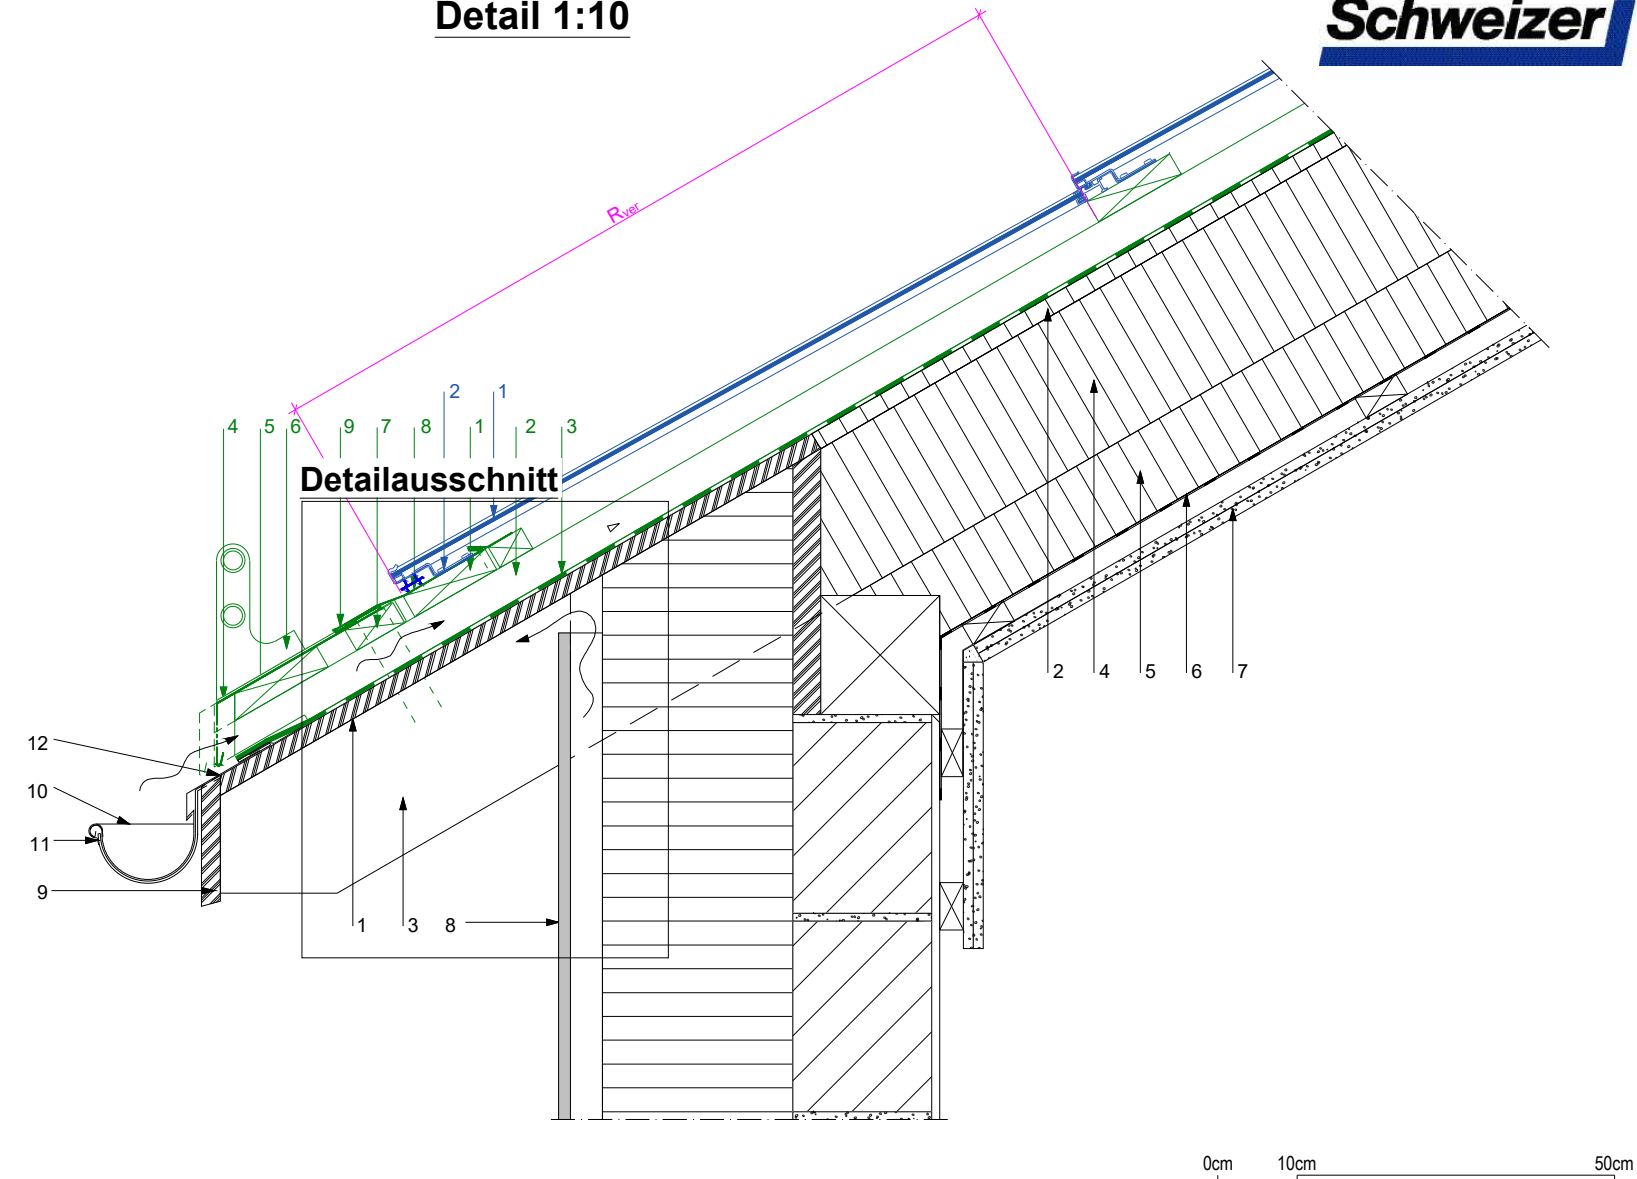 Detail 1:10
Schweizer
Rver
2 1
4 5 6 9 7 8 1 2 3
Detailausschnitt
2 4 5 6 7
12
10
11
9
1 3 8
0cm 10cm 50cm